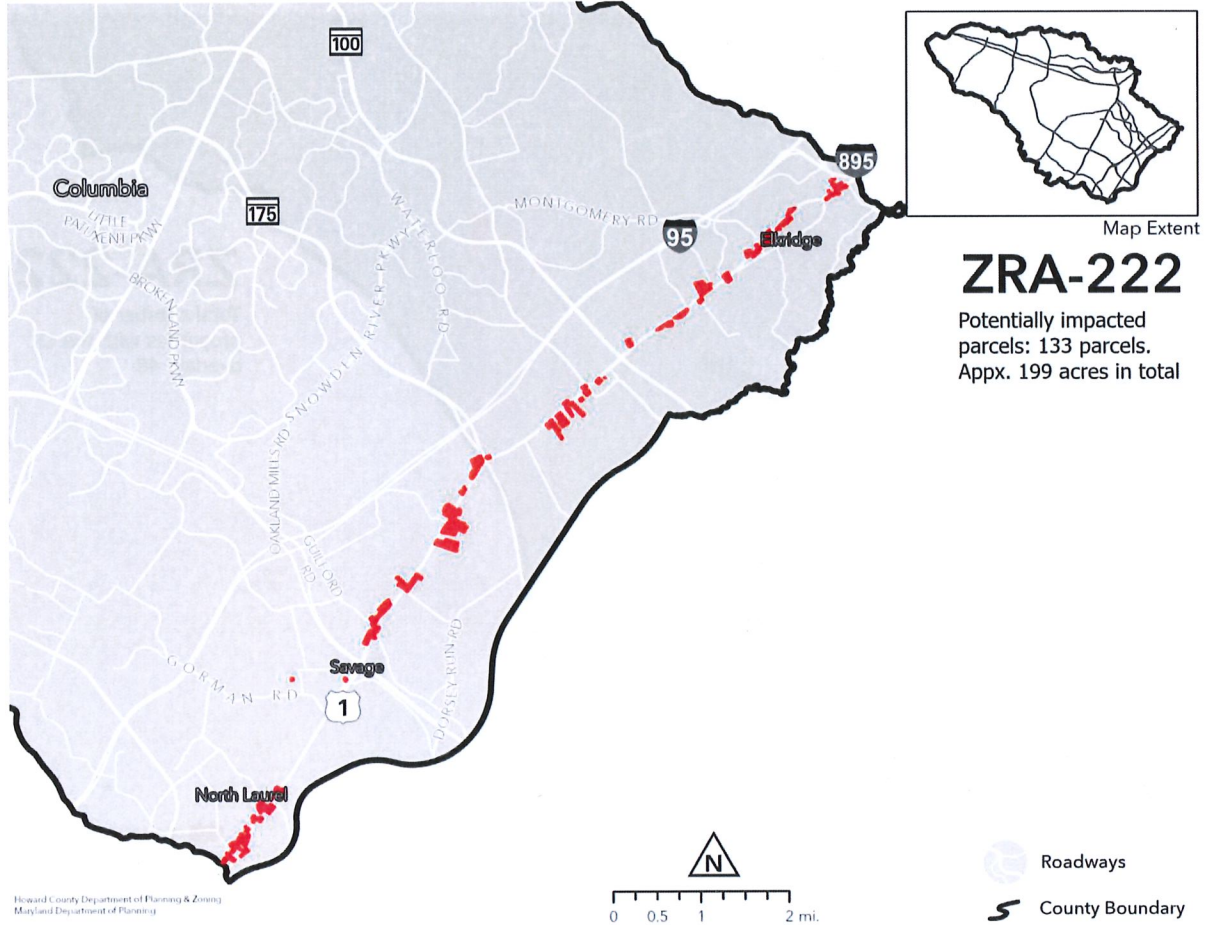 100
895
Columbia
175
LITTLE
PATUXENT PKWY
WATERLOO RD
MONTGOMERY RD
95
Elkridge
Map Extent
ZRA-222
Potentially impacted
parcels: 133 parcels.
Appx. 199 acres in total
BROKEN LAND PKWY
SNOWDEN RIVER PKWY
OAKLAND MILLS RD
GUILFORD
RD
Savage
GORMAN RD
1
DORSEY RUN RD
North Laurel
N
Roadways
County Boundary
Howard County Department of Planning & Zoning
Maryland Department of Planning
0 0.5 1 2 mi.